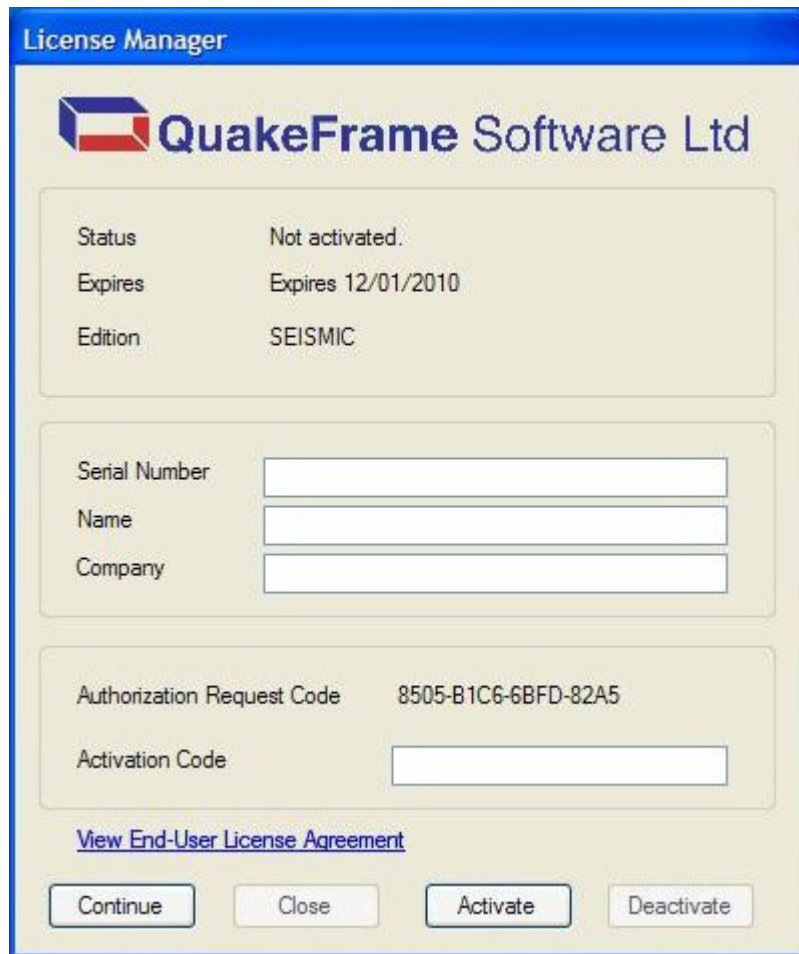 License Manager
QuakeFrame Software Ltd
Status Not activated.
Expires Expires 12/01/2010
Edition SEISMIC
Serial Number
Name
Company
Authorization Request Code 8505-B1C6-6BFD-82A5
Activation Code
View End-User License Agreement
Continue Close Activate Deactivate